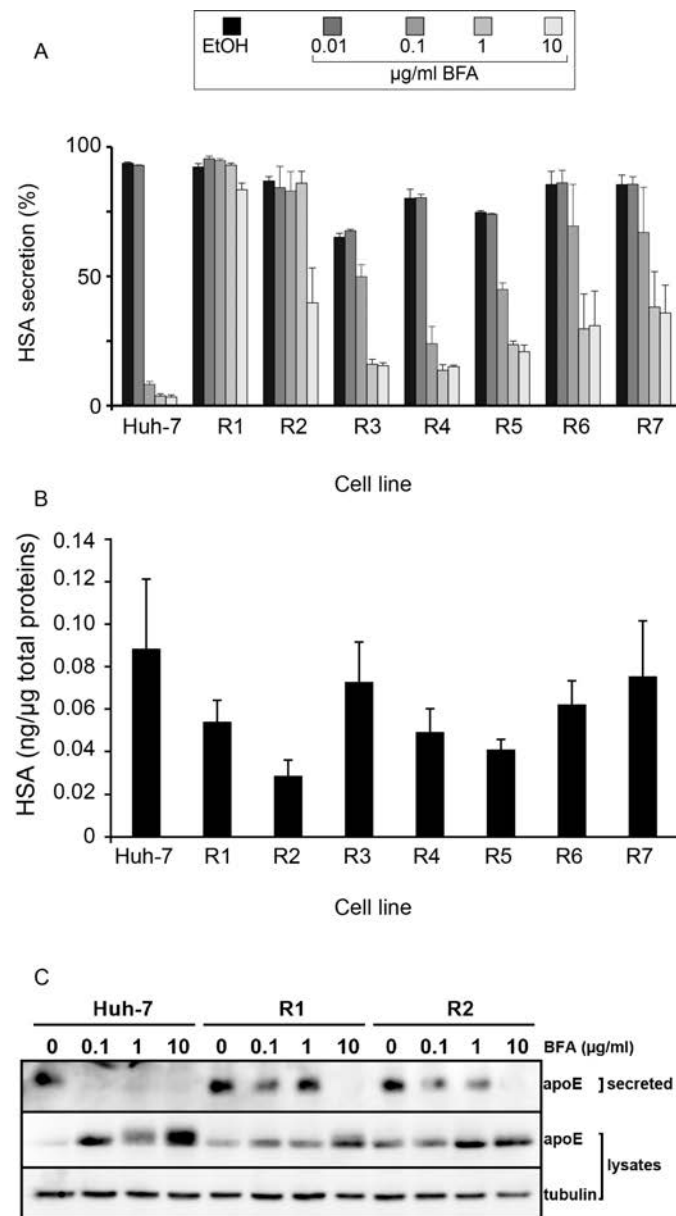 A
EtOH 0.01 0.1 1 10
µg/ml BFA
HSA secretion (%)
100
50
0
Huh-7 R1 R2 R3 R4 R5 R6 R7
Cell line
B
HSA (ng/µg total proteins)
0.14
0.12
0.10
0.08
0.06
0.04
0.02
0
Huh-7 R1 R2 R3 R4 R5 R6 R7
Cell line
C
Huh-7 R1 R2
0 0.1 1 10 0 0.1 1 10 0 0.1 1 10 BFA (µg/ml)
apoE ] secreted
apoE
lysates
tubulin